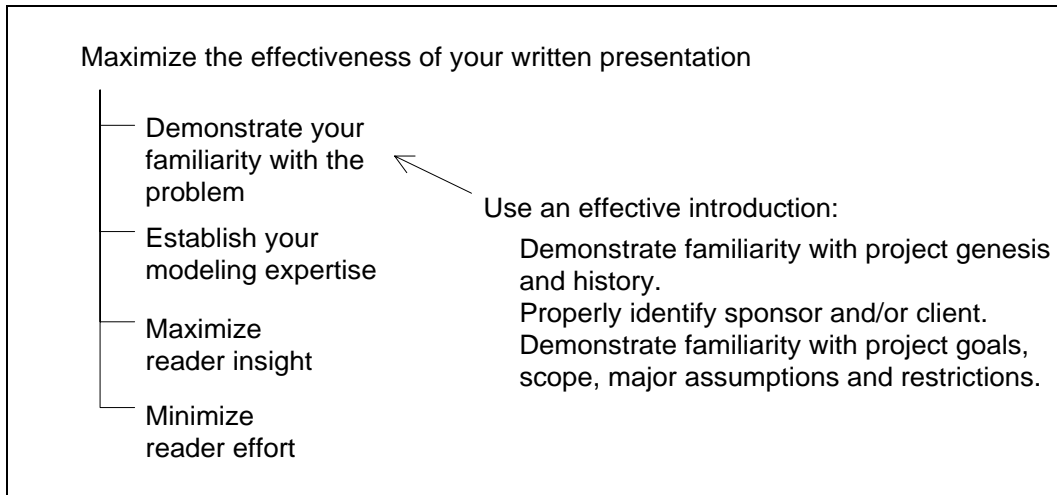 Maximize the effectiveness of your written presentation
Demonstrate your
familiarity with the
problem
Establish your
modeling expertise
Maximize
reader insight
Minimize
reader effort
Use an effective introduction:
Demonstrate familiarity with project genesis
and history.
Properly identify sponsor and/or client.
Demonstrate familiarity with project goals,
scope, major assumptions and restrictions.